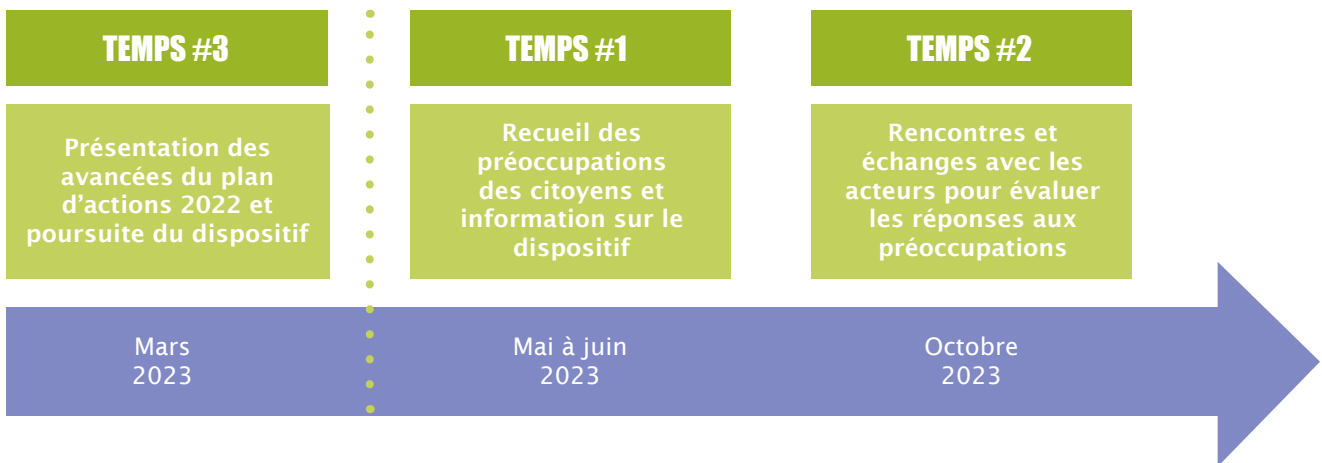 TEMPS #3
Présentation des
avancées du plan
d'actions 2022 et
poursuite du dispositif
Mars
2023
TEMPS #1
Recueil des
préoccupations
des citoyens et
information sur le
dispositif
Mai à juin
2023
TEMPS #2
Rencontres et
échanges avec les
acteurs pour évaluer
les réponses aux
préoccupations
Octobre
2023